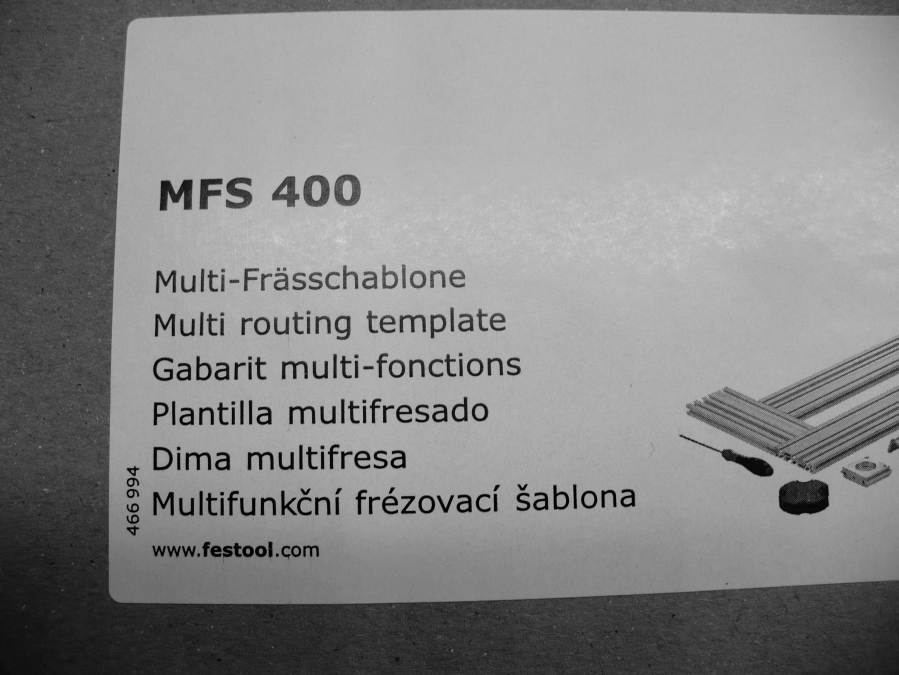 MFS 400
Multi-Frässchablone
Multi routing template
Gabarit multi-fonctions
Plantilla multifresado
Dima multifresa
Multifunkční frézovací šablona
www.festool.com
466 994